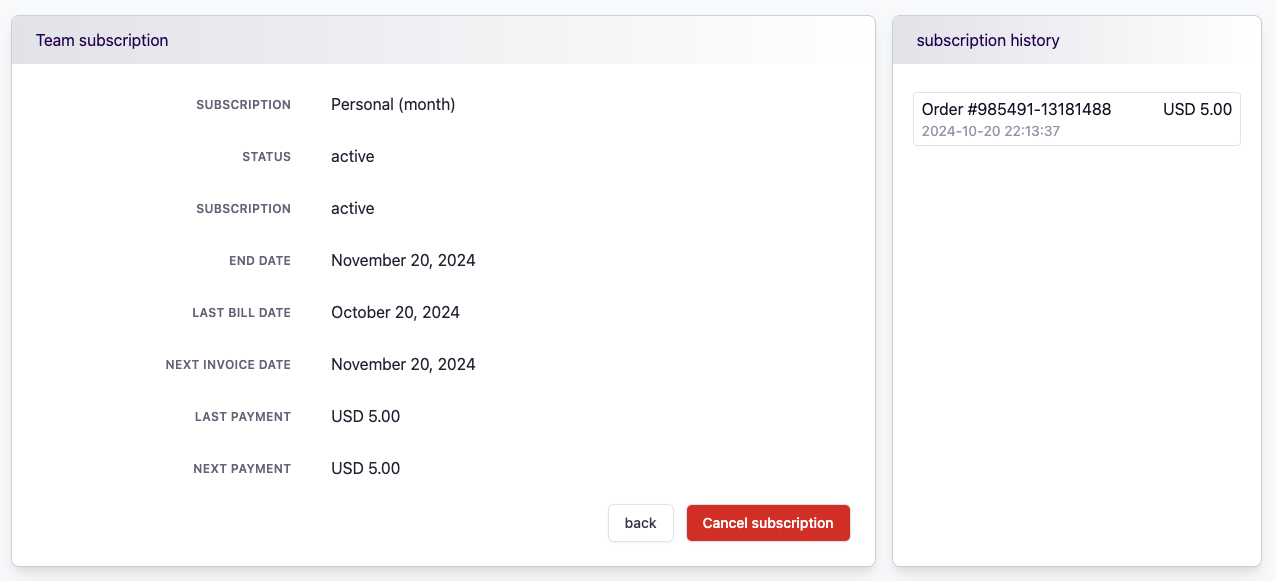 Team subscription
SUBSCRIPTION Personal (month)
STATUS active
SUBSCRIPTION active
END DATE November 20, 2024
LAST BILL DATE October 20, 2024
NEXT INVOICE DATE November 20, 2024
LAST PAYMENT USD 5.00
NEXT PAYMENT USD 5.00
back Cancel subscription
subscription history
Order #985491-13181488 USD 5.00
2024-10-20 22:13:37